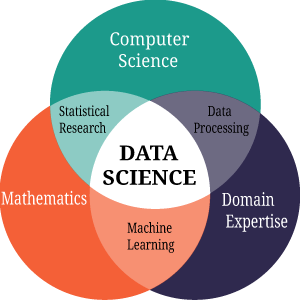 Computer
Science
Statistical
Research
Data
Processing
DATA
SCIENCE
Mathematics
Domain
Expertise
Machine
Learning